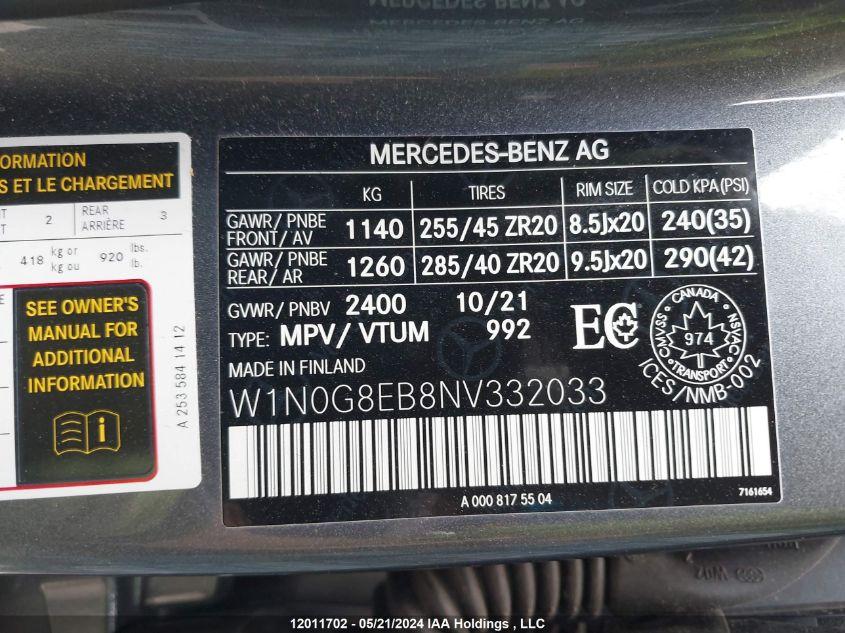 MERCEDES-BENZ AG
ORMATION
S ET LE CHARGEMENT
2 REAR ARRIÈRE 3
418 kg or kg ou 920 lbs. lb.
SEE OWNER'S
MANUAL FOR
ADDITIONAL
INFORMATION
i
A 253 584 14 12
MERCEDES-BENZ AG
KG TIRES RIM SIZE COLD KPA (PSI)
GAWR/ PNBE FRONT/ AV 1140 255/45 ZR20 8.5Jx20 240(35)
GAWR/ PNBE REAR/ AR 1260 285/40 ZR20 9.5Jx20 290(42)
GVWR/ PNBV 2400 10/21
TYPE: MPV/ VTUM 992
EC
CANADA
CMVSS NSVAC
974
TRANSPORT
ICES/NMB-002
MADE IN FINLAND
W1N0G8EB8NV332033
A 000 817 55 04
7161654
12011702 - 05/21/2024 IAA Holdings , LLC